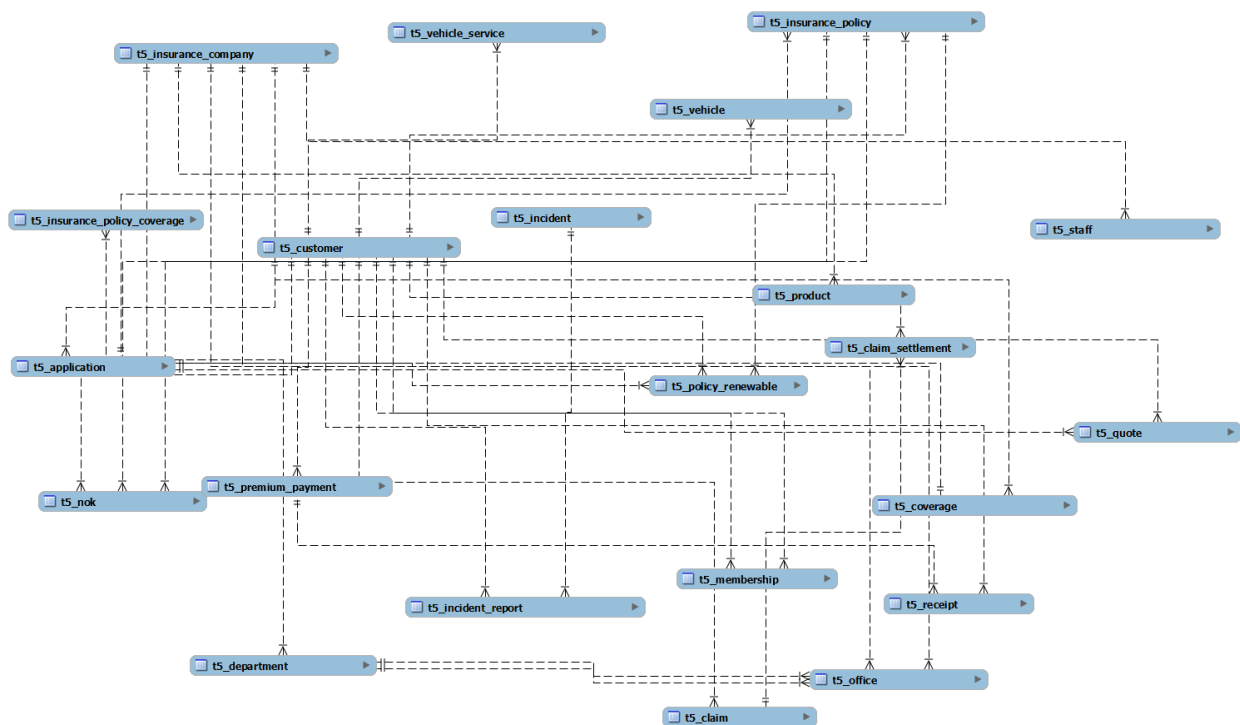 t5_insurance_policy
t5_vehicle_service
t5_insurance_company
t5_vehicle
t5_insurance_policy_coverage
t5_incident
t5_staff
t5_customer
t5_product
t5_claim_settlement
t5_application
t5_policy_renewable
t5_quote
t5_premium_payment
t5_nok
t5_coverage
t5_membership
t5_receipt
t5_incident_report
t5_department
t5_office
t5_claim